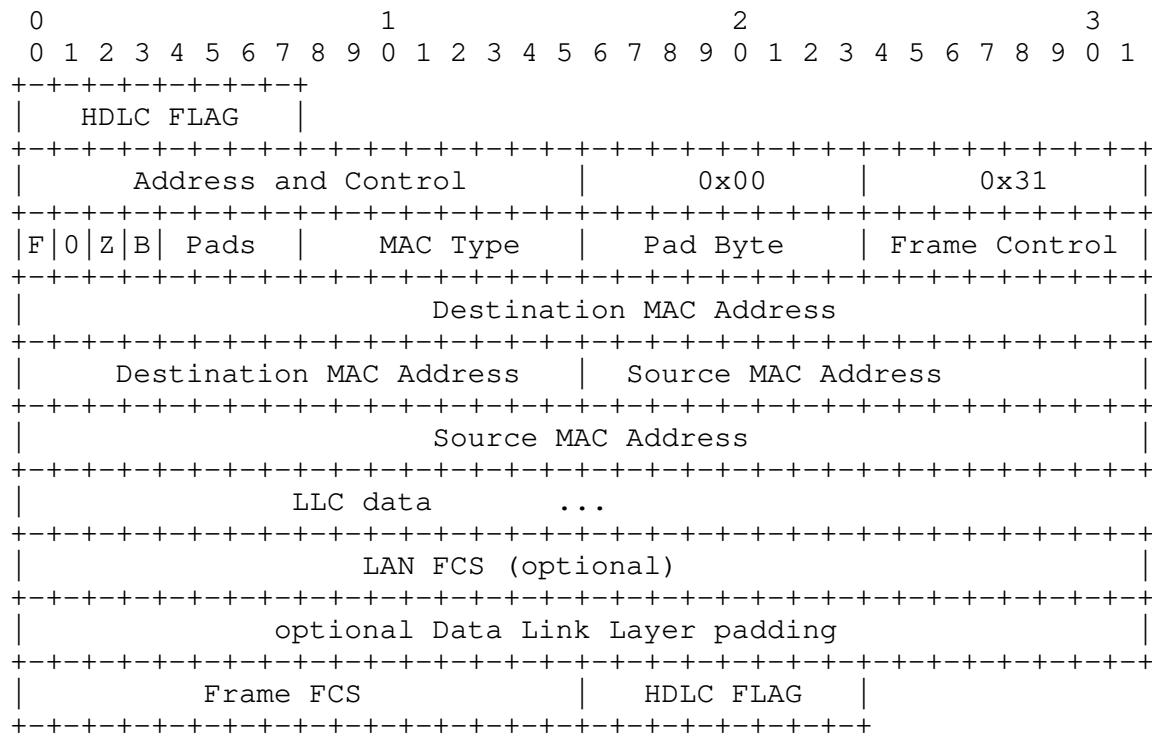 0                   1                   2                   3
 0 1 2 3 4 5 6 7 8 9 0 1 2 3 4 5 6 7 8 9 0 1 2 3 4 5 6 7 8 9 0 1
+-+-+-+-+-+-+-+-+
|   HDLC FLAG   |
+-+-+-+-+-+-+-+-+-+-+-+-+-+-+-+-+-+-+-+-+-+-+-+-+-+-+-+-+-+-+-+-+
|      Address and Control      |      0x00     |      0x31     |
+-+-+-+-+-+-+-+-+-+-+-+-+-+-+-+-+-+-+-+-+-+-+-+-+-+-+-+-+-+-+-+-+
|F|0|Z|B| Pads  |    MAC Type   |   Pad Byte    | Frame Control |
+-+-+-+-+-+-+-+-+-+-+-+-+-+-+-+-+-+-+-+-+-+-+-+-+-+-+-+-+-+-+-+-+
|                       Destination MAC Address                 |
+-+-+-+-+-+-+-+-+-+-+-+-+-+-+-+-+-+-+-+-+-+-+-+-+-+-+-+-+-+-+-+-+
|     Destination MAC Address   |  Source MAC Address           |
+-+-+-+-+-+-+-+-+-+-+-+-+-+-+-+-+-+-+-+-+-+-+-+-+-+-+-+-+-+-+-+-+
|                       Source MAC Address                      |
+-+-+-+-+-+-+-+-+-+-+-+-+-+-+-+-+-+-+-+-+-+-+-+-+-+-+-+-+-+-+-+-+
|               LLC data       ...
+-+-+-+-+-+-+-+-+-+-+-+-+-+-+-+-+-+-+-+-+-+-+-+-+-+-+-+-+-+-+-+-+
|                   LAN FCS (optional)                          |
+-+-+-+-+-+-+-+-+-+-+-+-+-+-+-+-+-+-+-+-+-+-+-+-+-+-+-+-+-+-+-+-+
|              optional Data Link Layer padding                 |
+-+-+-+-+-+-+-+-+-+-+-+-+-+-+-+-+-+-+-+-+-+-+-+-+-+-+-+-+-+-+-+-+
|          Frame FCS            |   HDLC FLAG   |
+-+-+-+-+-+-+-+-+-+-+-+-+-+-+-+-+-+-+-+-+-+-+-+-+